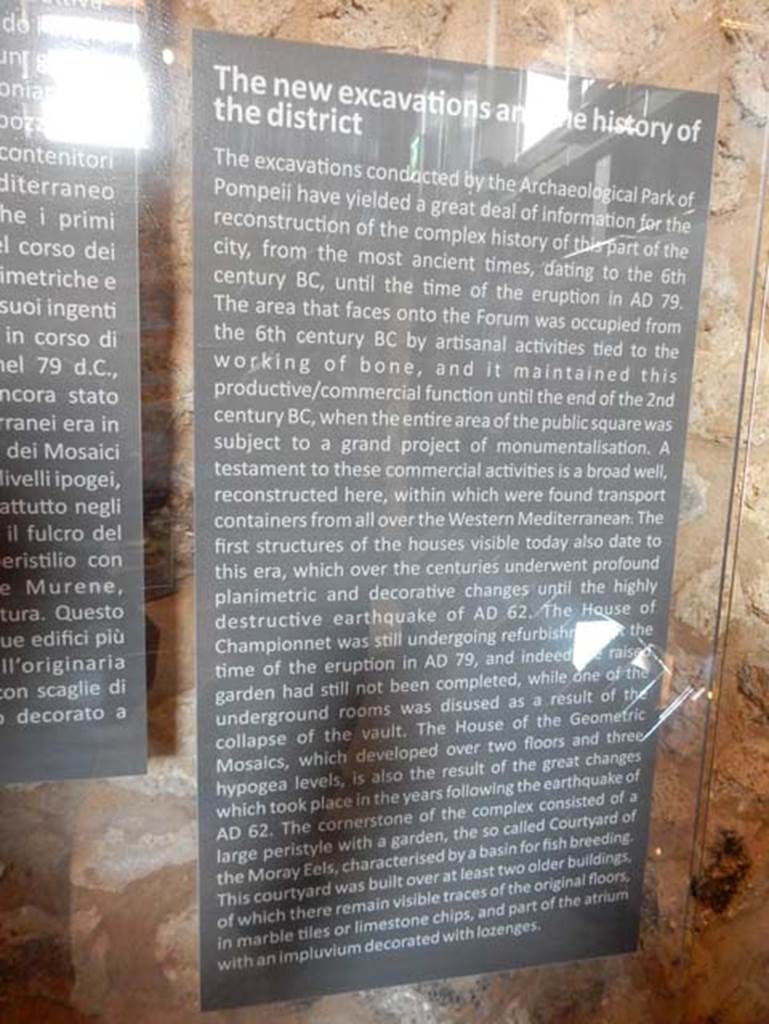 do
un
contenitori
diterraneo
he i primi
el corso dei
imetriche e
suoi ingenti
in corso di
nel 79 d.C.,
ncora stato
rranei era in
dei Mosaici
livelli ipogei,
attutto negli
il fulcro del
eristilio con
e Murene,
tura. Questo
ue edifici più
ll'originaria
con scaglie di
decorato a
The new excavations an the history of
the district
The excavations conducted by the Archaeological Park of
Pompeii have yielded a great deal of information for the
reconstruction of the complex history of this part of the
city, from the most ancient times, dating to the 6th
century BC, until the time of the eruption in AD 79.
The area that faces onto the Forum was occupied from
the 6th century BC by artisanal activities tied to the
working of bone, and it maintained this
productive/commercial function until the end of the 2nd
century BC, when the entire area of the public square was
subject to a grand project of monumentalisation. A
testament to these commercial activities is a broad well,
reconstructed here, within which were found transport
containers from all over the Western Mediterranean. The
first structures of the houses visible today also date to
this era, which over the centuries underwent profound
planimetric and decorative changes until the highly
destructive earthquake of AD 62. The House of
Championnet was still undergoing refurbishm the
time of the eruption in AD 79, and indeed raised
garden had still not been completed, while one of the
underground rooms was disused as a result of the
collapse of the vault. The House of the Geometric
Mosaics, which developed over two floors and three
hypogea levels, is also the result of the great changes
which took place in the years following the earthquake of
AD 62. The cornerstone of the complex consisted of a
large peristyle with a garden, the so called Courtyard of
the Moray Eels, characterised by a basin for fish breeding.
This courtyard was built over at least two older buildings,
of which there remain visible traces of the original floors,
in marble tiles or limestone chips, and part of the atrium
with an impluvium decorated with lozenges.